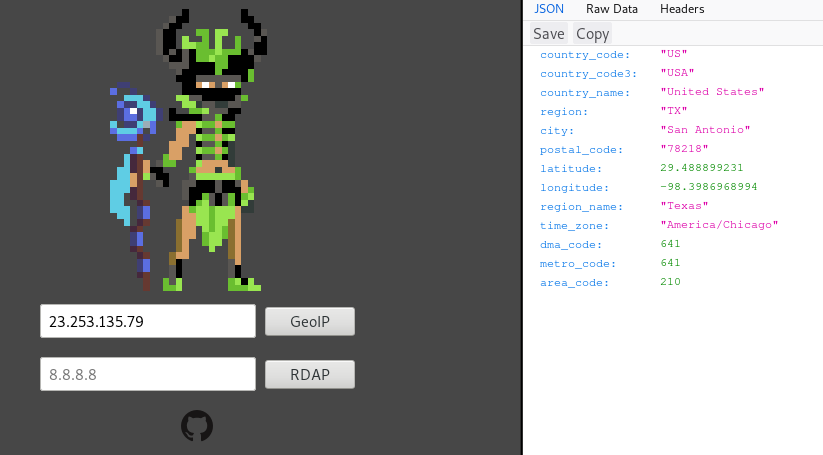 JSON Raw Data Headers
Save Copy
country_code: "US"
country_code3: "USA"
country_name: "United States"
region: "TX"
city: "San Antonio"
postal_code: "78218"
latitude: 29.488899231
longitude: -98.3986968994
region_name: "Texas"
time_zone: "America/Chicago"
dma_code: 641
metro_code: 641
area_code: 210
23.253.135.79 GeoIP
8.8.8.8 RDAP